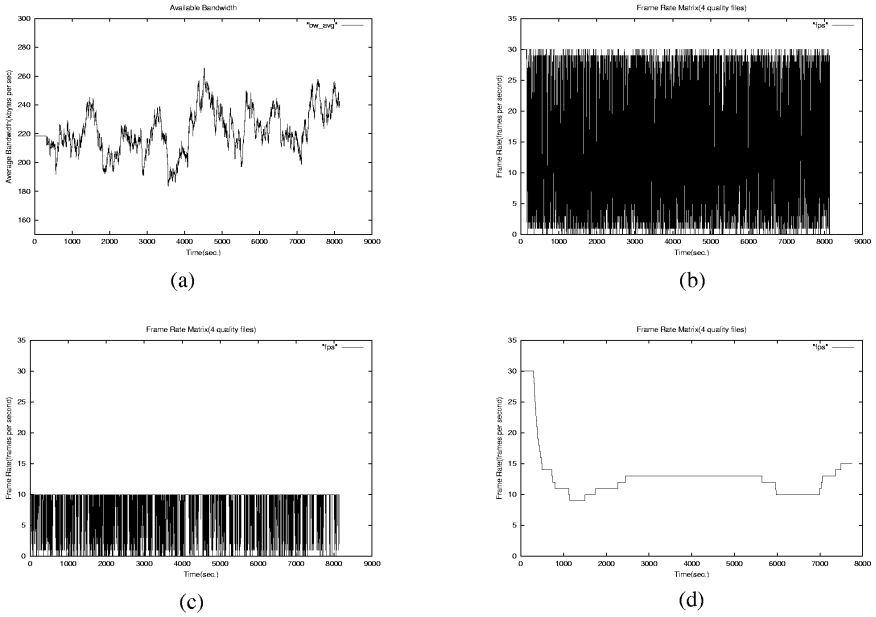 Available Bandwidth
"bw_avg"
Average Bandwidth(kbytes per sec)
300
280
260
240
220
200
180
160
150
0 1000 2000 3000 4000 5000 6000 7000 8000 9000
Time(sec.)
(a)
Frame Rate Matrix(4 quality files)
"fps"
Frame Rate(frames per second)
35
30
25
20
15
10
5
0
0 1000 2000 3000 4000 5000 6000 7000 8000 9000
Time(sec.)
(b)
Frame Rate Matrix(4 quality files)
"fps"
Frame Rate(frames per second)
35
30
25
20
15
10
5
0
0 1000 2000 3000 4000 5000 6000 7000 8000 9000
Time(sec.)
(c)
Frame Rate Matrix(4 quality files)
"fps"
Frame Rate(frames per second)
35
30
25
20
15
10
5
0
0 1000 2000 3000 4000 5000 6000 7000 8000
Time(sec.)
(d)